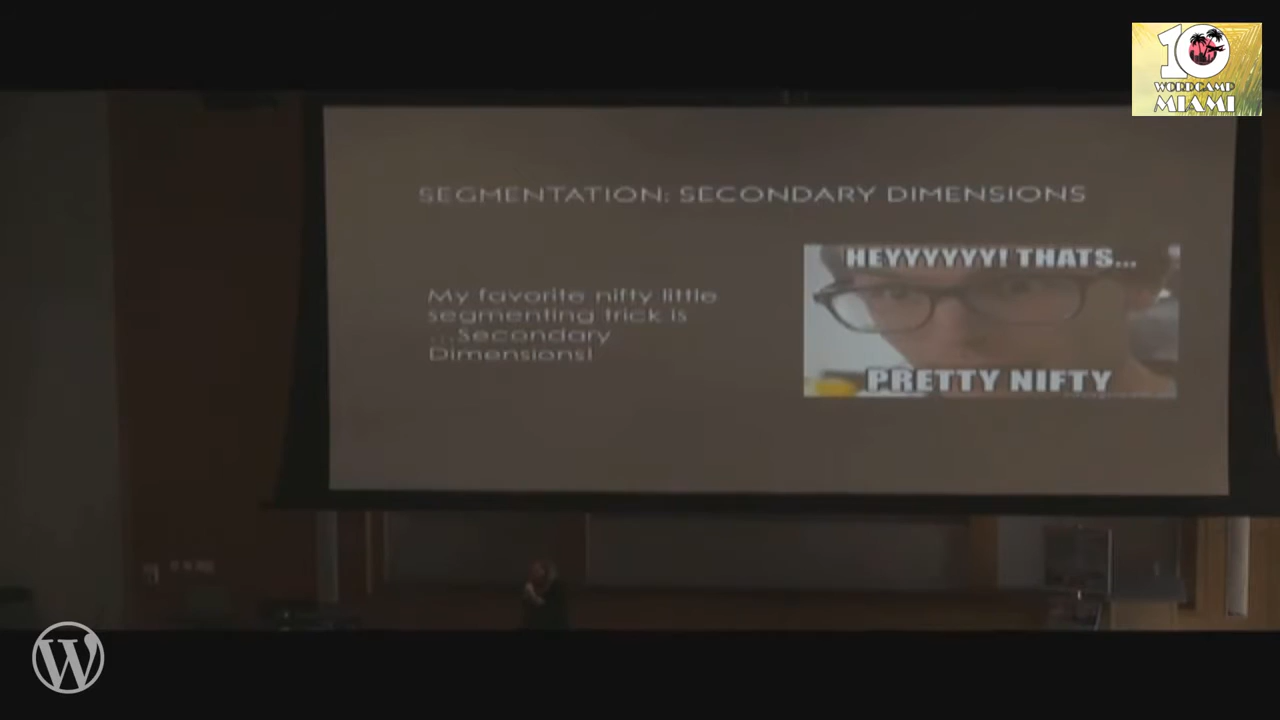 10
WORDCAMP
MIAMI
SEGMENTATION: SECONDARY DIMENSIONS
My favorite nifty little
segmenting trick is
...Secondary
Dimensions!
HEYYYYYY! THATS...
PRETTY NIFTY
W